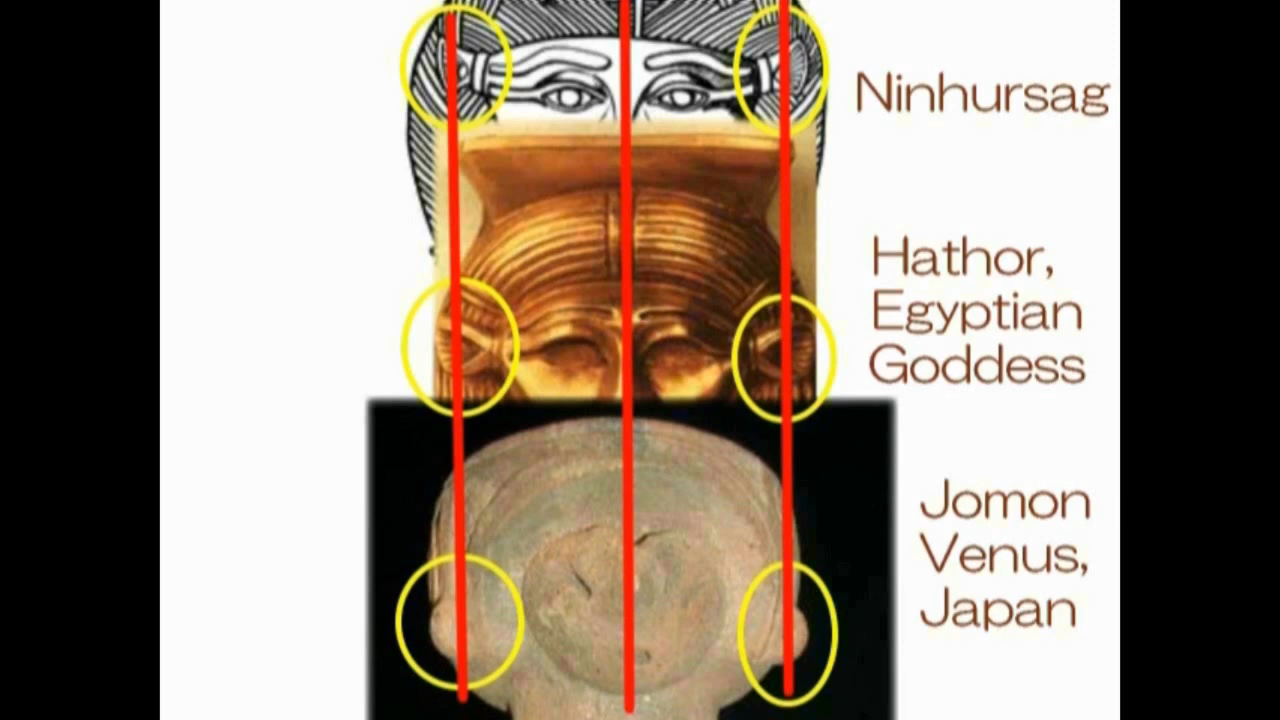 Ninhursag
Hathor,
Egyptian
Goddess
Jomon
Venus,
Japan